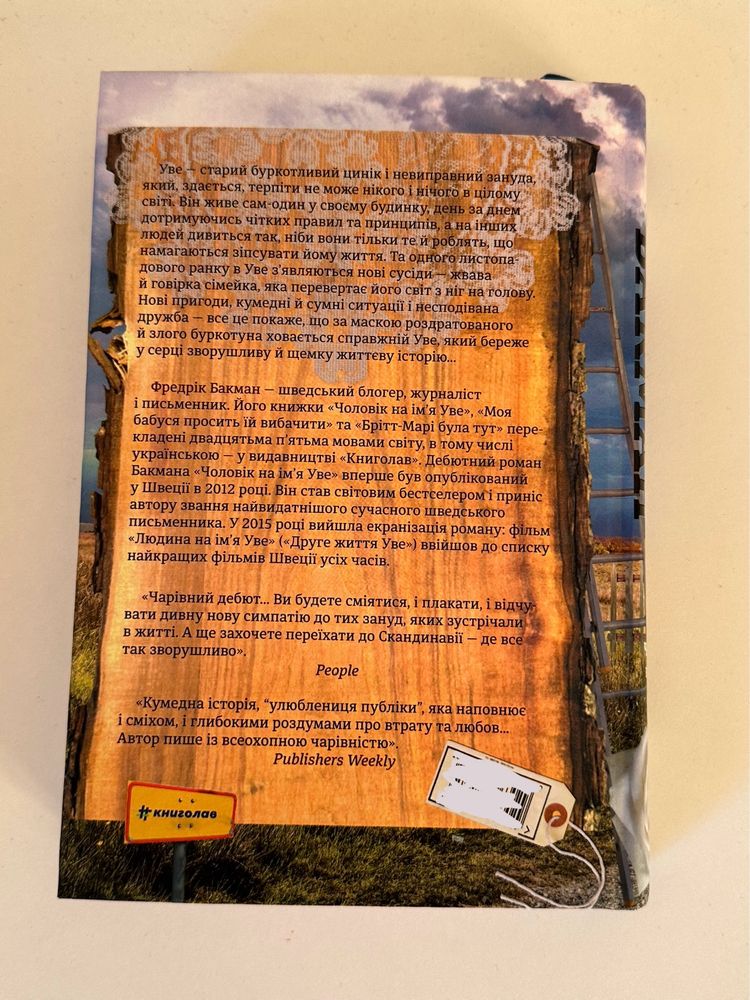 Уве — старий буркотливий цинік і невиправний зануда,
який, здається, терпіти не може нікого і нічого в цілому
світі. Він живе сам-один у своєму будинку, день за днем
дотримуючись чітких правил та принципів, а на інших
людей дивиться так, ніби вони тільки те й роблять, що
намагаються зіпсувати йому життя. Та одного листопа-
дового ранку в Уве з'являються нові сусіди — жвава
й говірка сімейка, яка перевертає його світ з ніг на голову.
Нові пригоди, кумедні й сумні ситуації і несподівана
дружба — все це покаже, що за маскою роздратованого
й злого буркотуна ховається справжній Уве, який береже
у серці зворушливу й щемку життєву історію...
Фредрік Бакман — шведський блогер, журналіст
і письменник. Його книжки «Чоловік на ім'я Уве», «Моя
бабуся просить їй вибачити» та «Брітт-Марі була тут» пере-
кладені двадцятьма п'ятьма мовами світу, в тому числі
українською — у видавництві «Книголав». Дебютний роман
Бакмана «Чоловік на ім'я Уве» вперше був опублікований
у Швеції в 2012 році. Він став світовим бестселером і приніс
автору звання найвидатнішого сучасного шведського
письменника. У 2015 році вийшла екранізація роману: фільм
«Людина на ім'я Уве» («Друге життя Уве») ввійшов до списку
найкращих фільмів Швеції усіх часів.
«Чарівний дебют... Ви будете сміятися, і плакати, і відчу-
вати дивну нову симпатію до тих зануд, яких зустрічали
в житті. А ще захочете переїхати до Скандинавії — де все
так зворушливо».
People
«Кумедна історія, "улюблениця публіки", яка наповнює
і сміхом, і глибокими роздумами про втрату та любов...
Автор пише із всеохопною чарівністю».
Publishers Weekly
#книголав